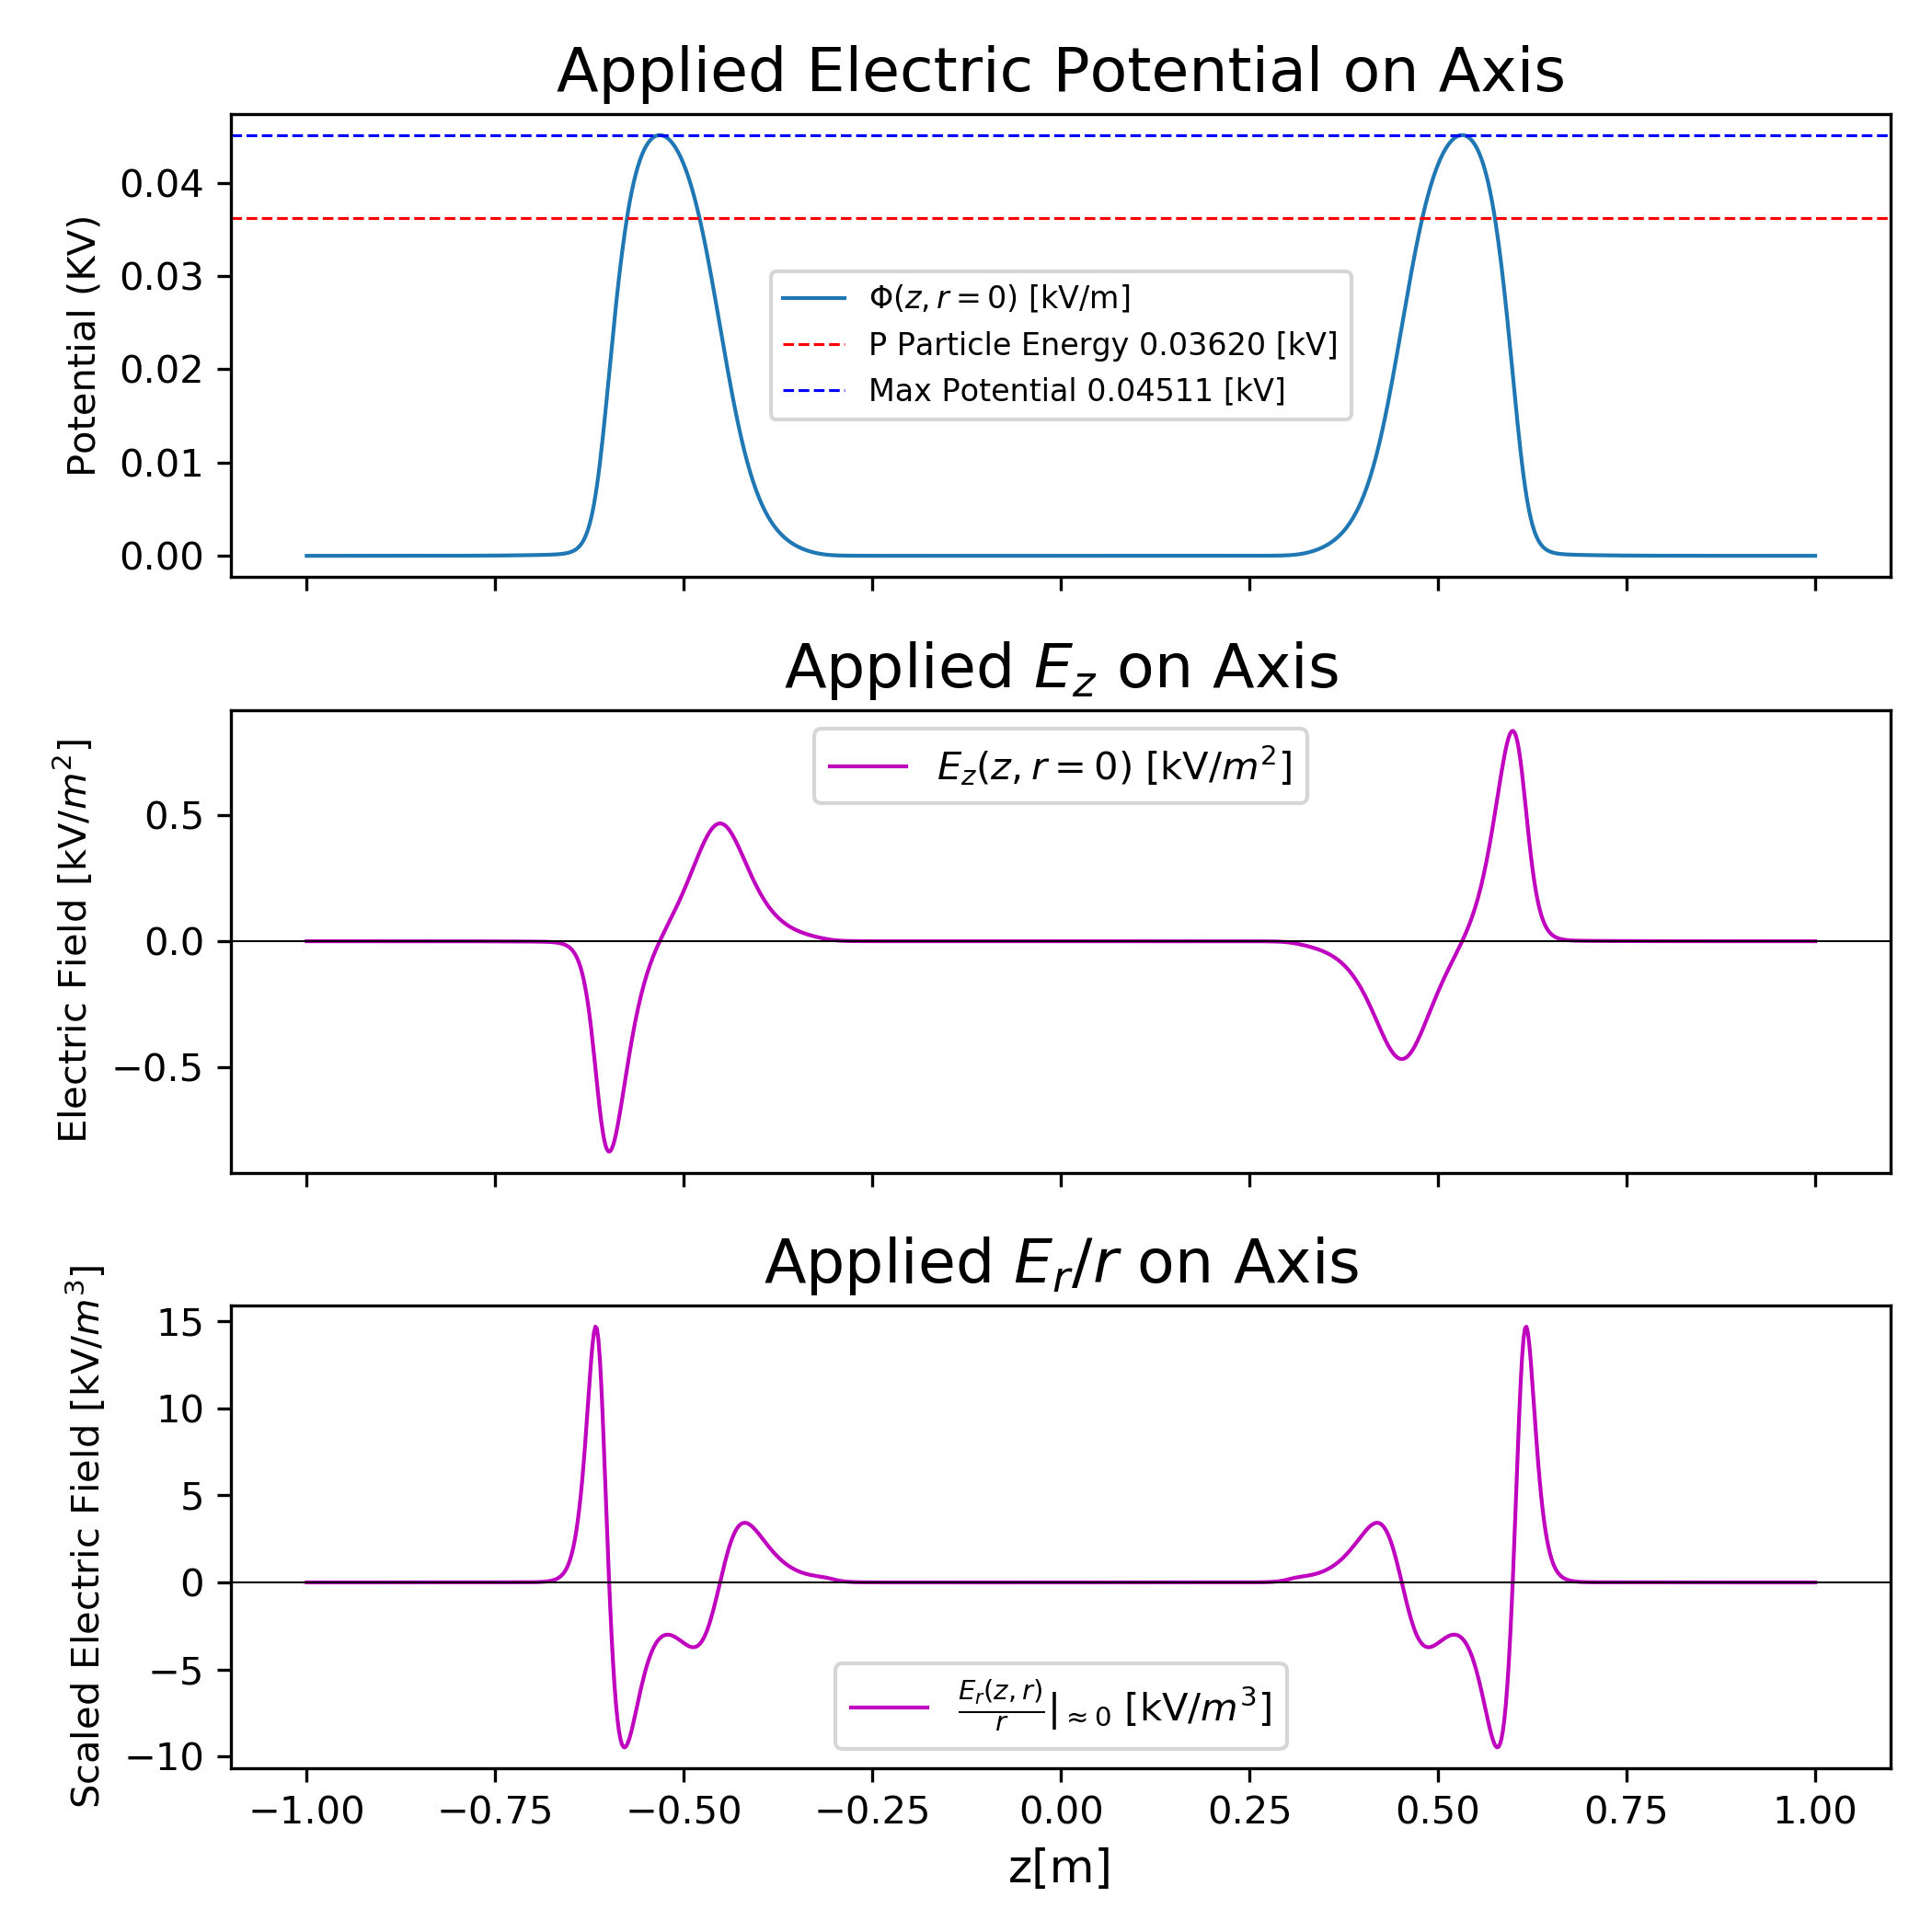 Applied Electric Potential on Axis
Potential (KV)
0.04
0.03
0.02
0.01
0.00
Φ(z, r = 0) [kV/m]
P Particle Energy 0.03620 [kV]
Max Potential 0.04511 [kV]
Applied E_z on Axis
Electric Field [kV/m²]
0.5
0.0
−0.5
E_z(z, r = 0) [kV/m²]
Applied E_r/r on Axis
Scaled Electric Field [kV/m³]
15
10
5
0
−5
−10
E_r(z, r)/r |≈0 [kV/m³]
−1.00 −0.75 −0.50 −0.25 0.00 0.25 0.50 0.75 1.00
z[m]